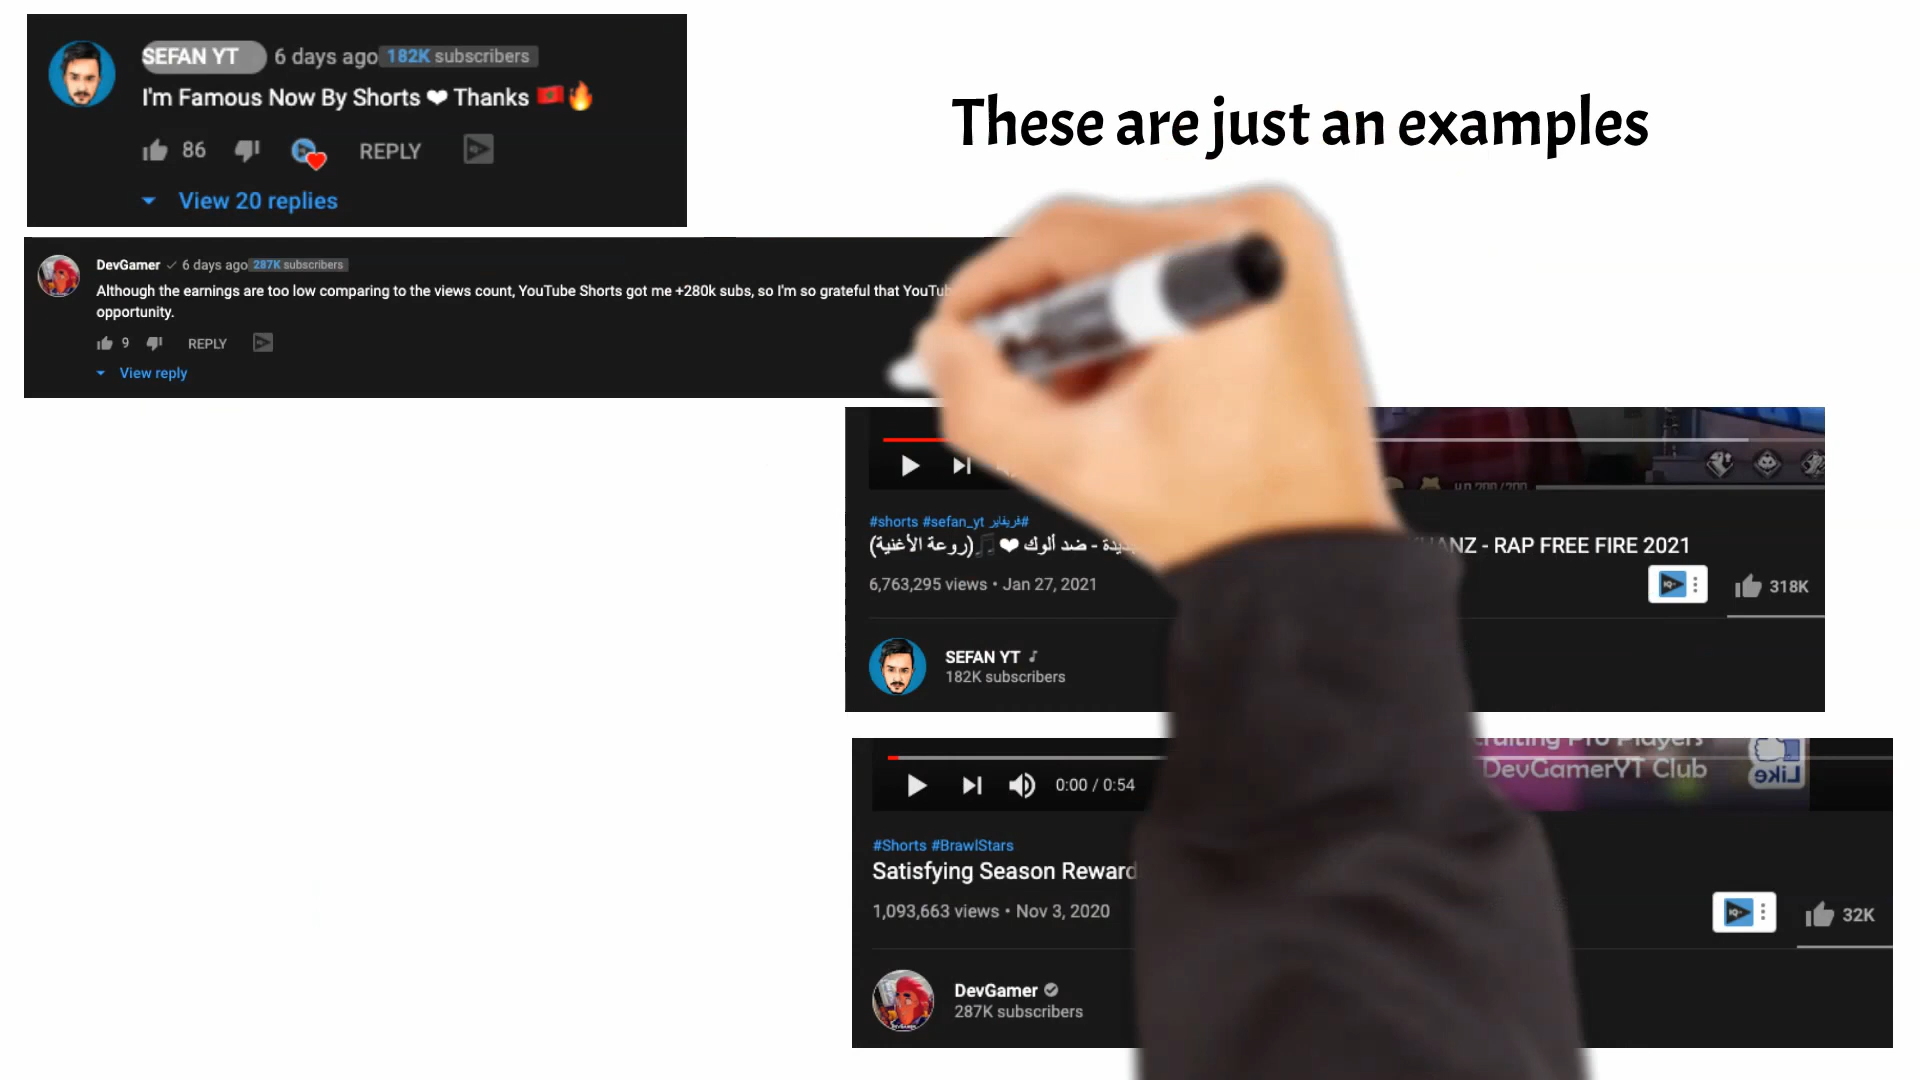 SEFAN YT 6 days ago 182K subscribers
I'm Famous Now By Shorts ❤ Thanks 🇲🇦🔥
86 REPLY
View 20 replies
These are just an examples
DevGamer 6 days ago 287K subscribers
Although the earnings are too low comparing to the views count, YouTube Shorts got me +280k subs, so I'm so grateful that
opportunity.
9 REPLY
View reply
#shorts #sefan_yt #فريفاير
ضد ألوك ❤🎵(روعة الأغنية) - RAP FREE FIRE 2021
6,763,295 views • Jan 27, 2021
318K
SEFAN YT
182K subscribers
Pro Players
DevGamerYT Club
Like
0:00 / 0:54
#Shorts #BrawlStars
Satisfying Season
1,093,663 views • Nov 3, 2020
32K
DevGamer
287K subscribers